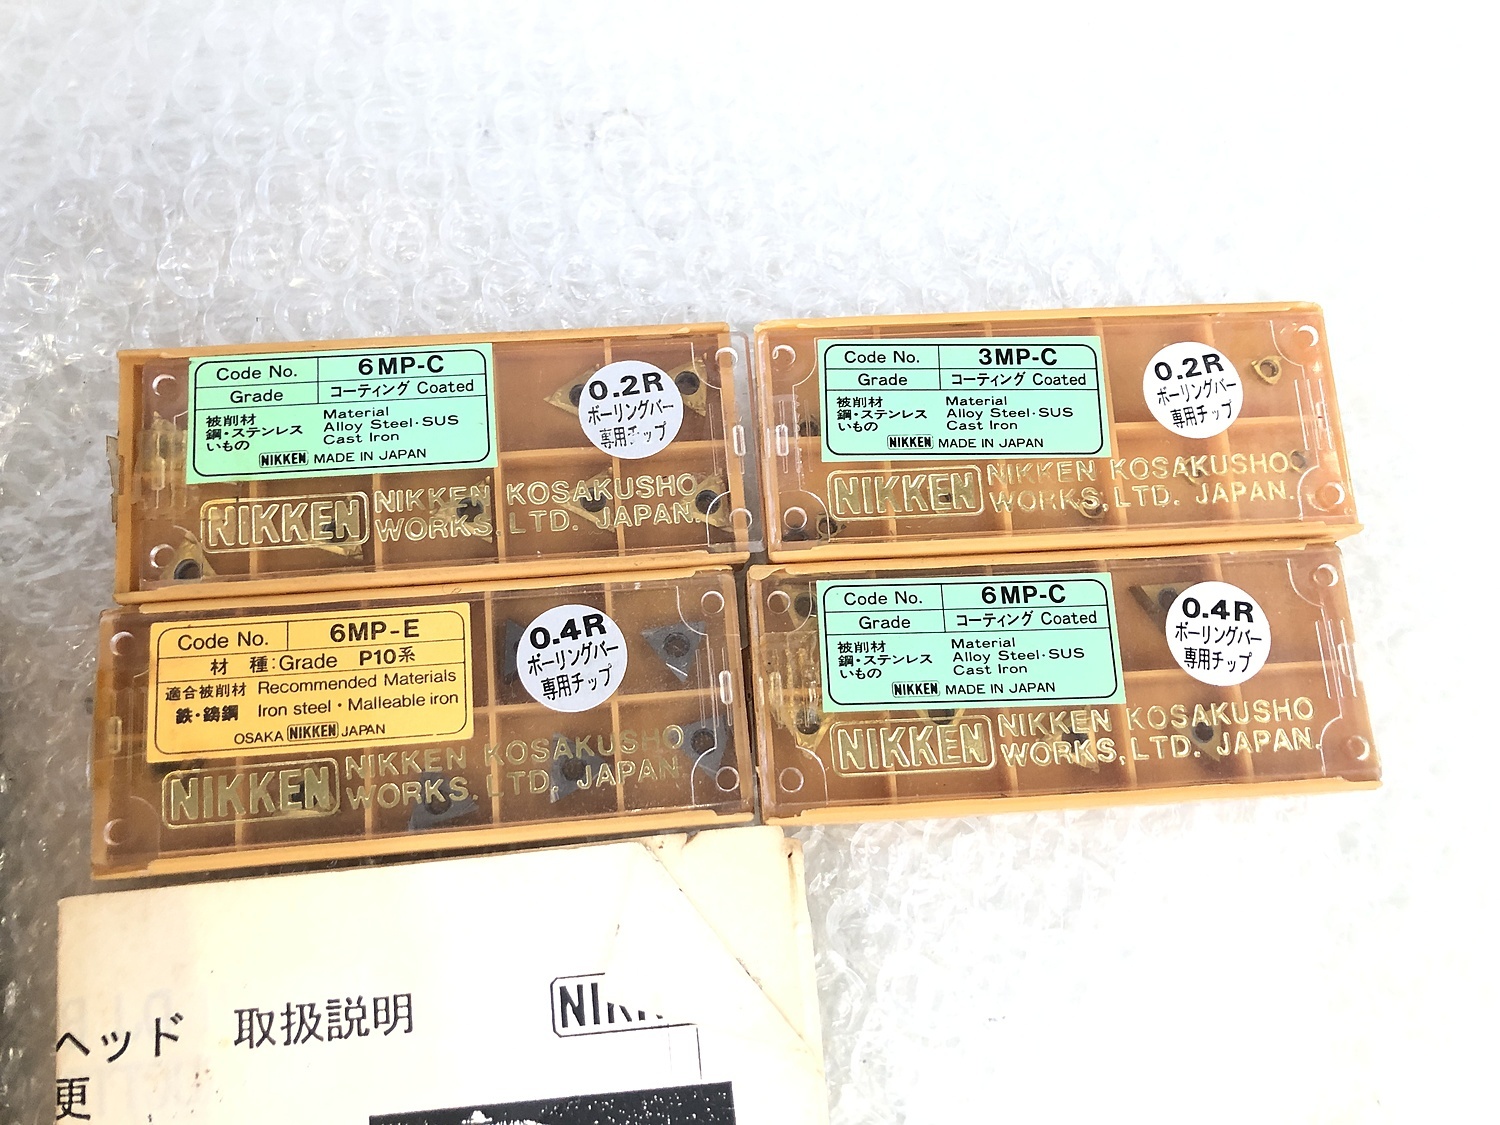 Code No. 6MP-C
Grade コーティング Coated
被削材 Material
鋼・ステンレス Alloy Steel・SUS
いもの Cast Iron
NIKKEN MADE IN JAPAN
0.2R
ボーリングバー
専用チップ
NIKKEN NIKKEN KOSAKUSHO
WORKS, LTD. JAPAN.
Code No. 3MP-C
Grade コーティング Coated
被削材 Material
鋼・ステンレス Alloy Steel・SUS
いもの Cast Iron
NIKKEN MADE IN JAPAN
0.2R
ボーリングバー
専用チップ
NIKKEN NIKKEN KOSAKUSHO
WORKS, LTD. JAPAN.
Code No. 6MP-E
材 種:Grade P10系
適合被削材 Recommended Materials
鉄・鋳鋼 Iron steel・Malleable iron
OSAKA NIKKEN JAPAN
0.4R
ボーリングバー
専用チップ
NIKKEN NIKKEN KOSAKUSHO
WORKS, LTD. JAPAN.
Code No. 6MP-C
Grade コーティング Coated
被削材 Material
鋼・ステンレス Alloy Steel・SUS
いもの Cast Iron
NIKKEN MADE IN JAPAN
0.4R
ボーリングバー
専用チップ
NIKKEN NIKKEN KOSAKUSHO
WORKS, LTD. JAPAN.
ヘッド 取扱説明
更